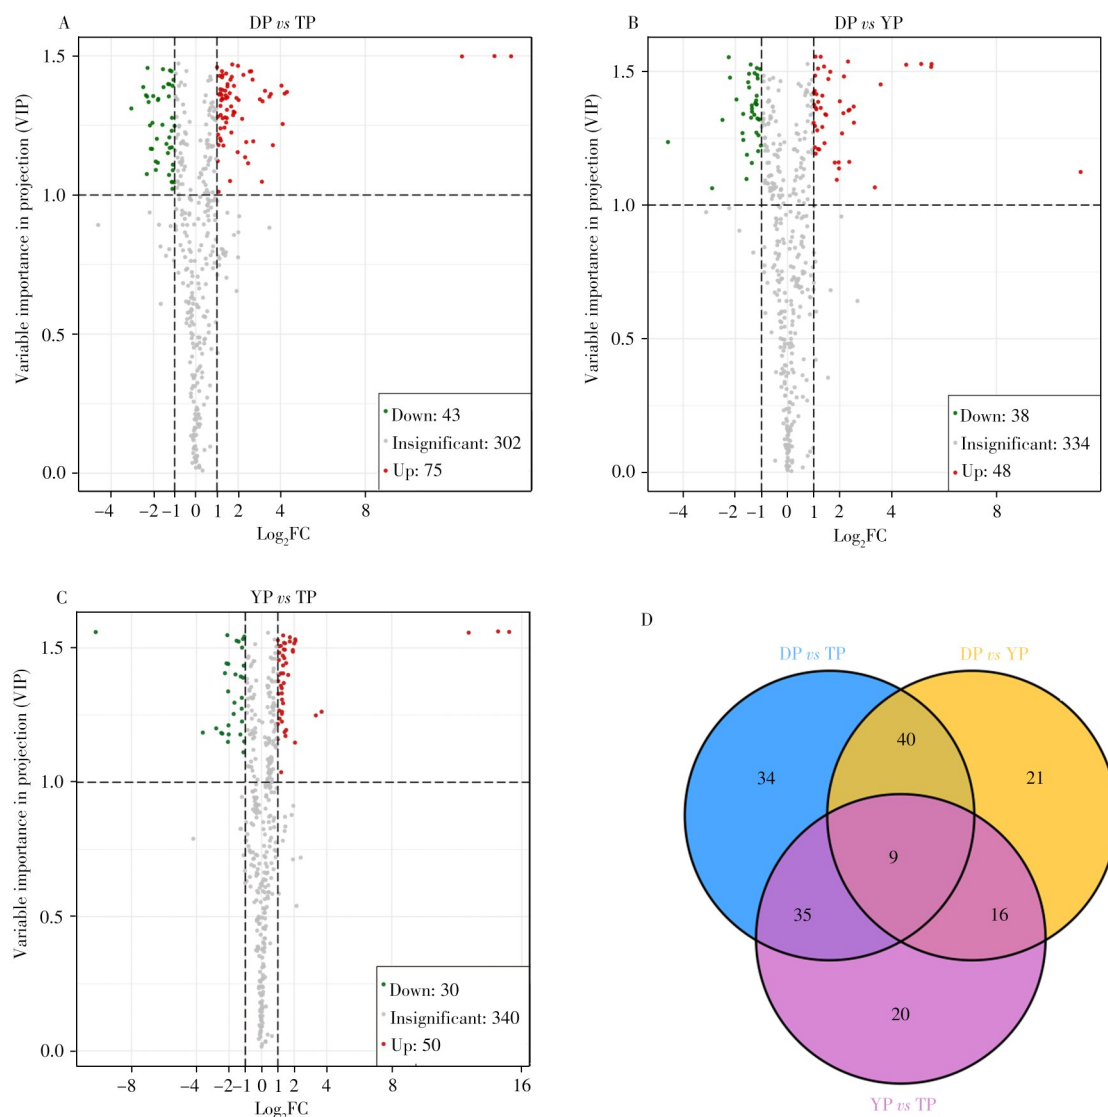 A
DP vs TP
Variable importance in projection (VIP)
1.5
1.0
0.5
0.0
Down: 43
Insignificant: 302
Up: 75
−4 −2 −1 0 1 2 4 8
Log₂FC
B
DP vs YP
Variable importance in projection (VIP)
1.5
1.0
0.5
0.0
Down: 38
Insignificant: 334
Up: 48
−4 −2 −1 0 1 2 4 8
Log₂FC
C
YP vs TP
Variable importance in projection (VIP)
1.5
1.0
0.5
0.0
Down: 30
Insignificant: 340
Up: 50
−8 −4 −2 −1 0 1 2 4 8 16
Log₂FC
D
DP vs TP
DP vs YP
40
34
21
9
35
16
20
YP vs TP